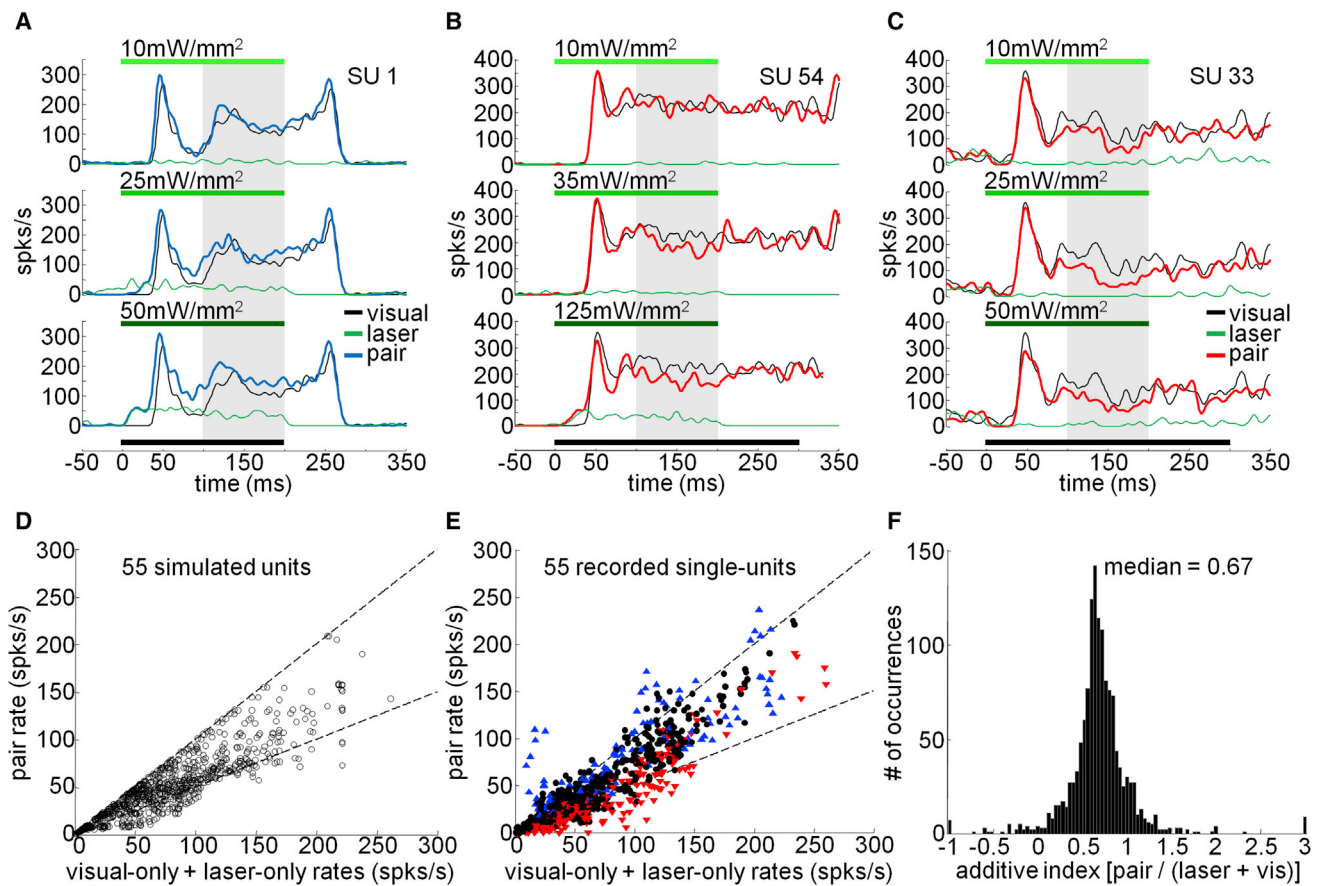 A
10mW/mm²
SU 1
300
200
100
0
25mW/mm²
300
200
100
0
spks/s
50mW/mm²
visual
laser
pair
300
200
100
0
-50 0 50 150 250 350
time (ms)
B
10mW/mm²
SU 54
400
300
200
100
0
35mW/mm²
400
300
200
100
0
spks/s
125mW/mm²
400
300
200
100
0
-50 0 50 150 250 350
time (ms)
C
10mW/mm²
SU 33
400
300
200
100
0
25mW/mm²
400
300
200
100
0
spks/s
50mW/mm²
visual
laser
pair
400
300
200
100
0
-50 0 50 150 250 350
time (ms)
D
55 simulated units
300
250
200
150
100
50
0
pair rate (spks/s)
0 50 100 150 200 250 300
visual-only + laser-only rates (spks/s)
E
55 recorded single-units
300
250
200
150
100
50
0
pair rate (spks/s)
0 50 100 150 200 250 300
visual-only + laser-only rates (spks/s)
F
median = 0.67
150
100
50
0
# of occurrences
-1 -0.5 0 0.5 1 1.5 2 2.5 3
additive index [pair / (laser + vis)]